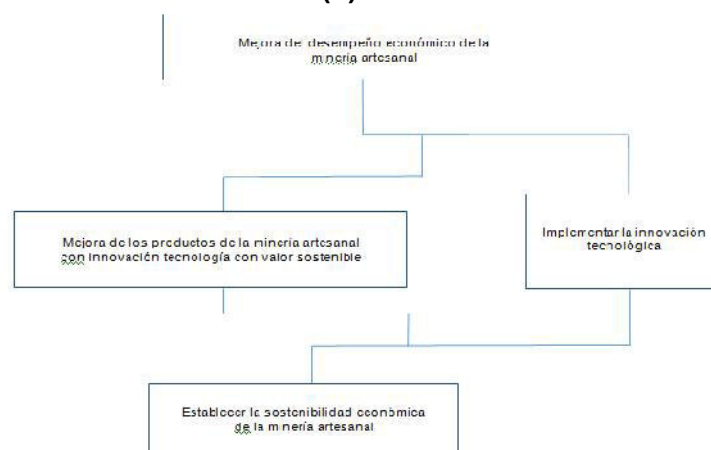 Mejora del desempeño económico de la
minería artesanal
Mejora de los productos de la minería artesanal
con innovación tecnología con valor sostenible
Implementar la innovación
tecnológica
Establecer la sostenibilidad económica
de la minería artesanal